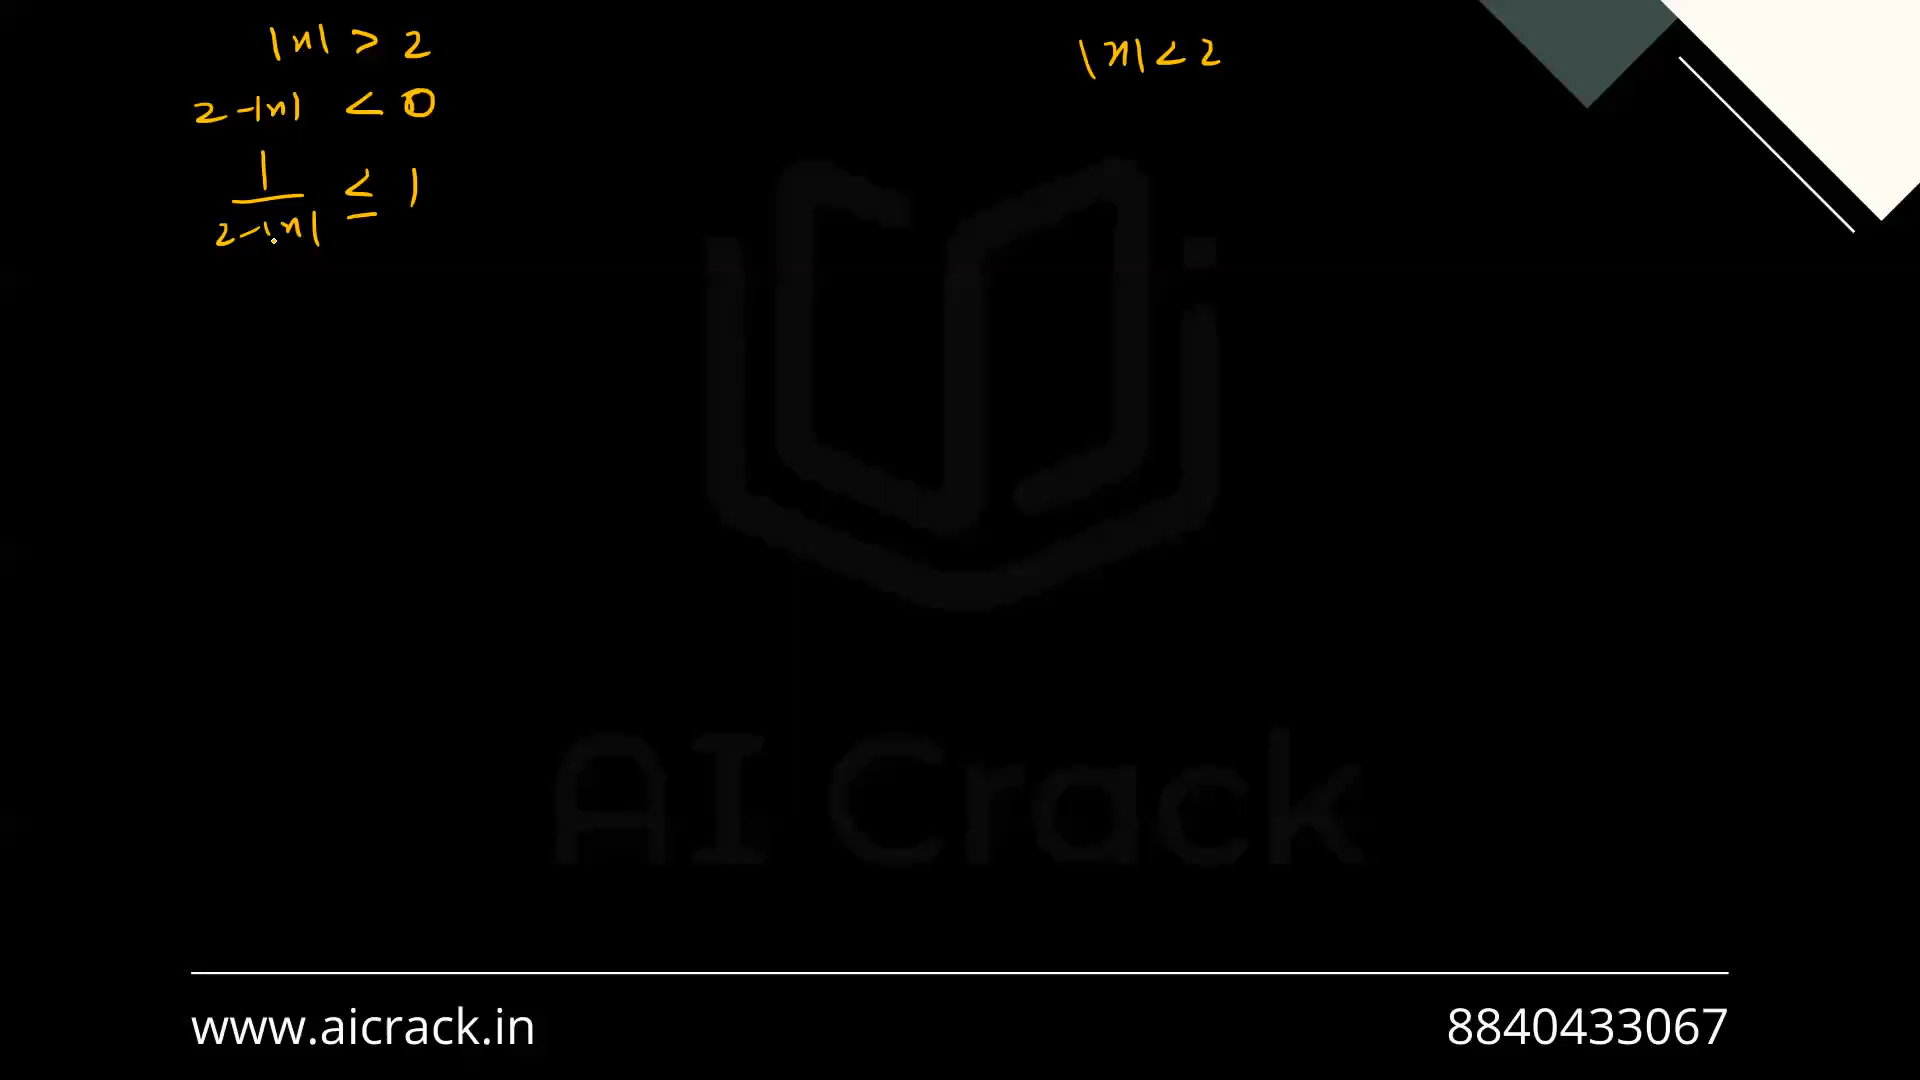 |x| > 2
2-|x| < 0
1/(2-|x|) ≤ 1
|x| < 2
AI Crack
www.aicrack.in
8840433067